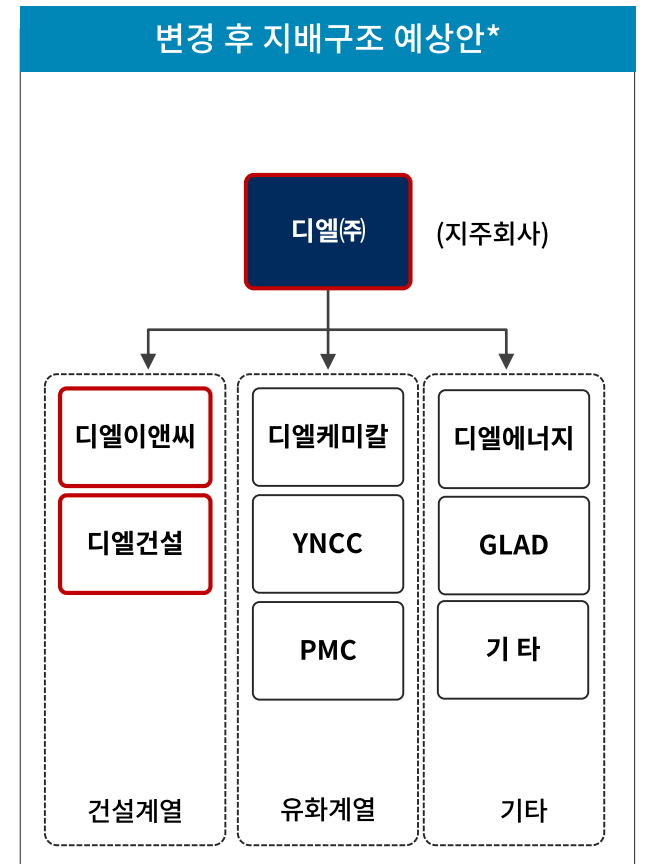 변경 후 지배구조 예상안*
디엘㈜
(지주회사)
디엘이앤씨
디엘건설
건설계열
디엘케미칼
YNCC
PMC
유화계열
디엘에너지
GLAD
기 타
기타